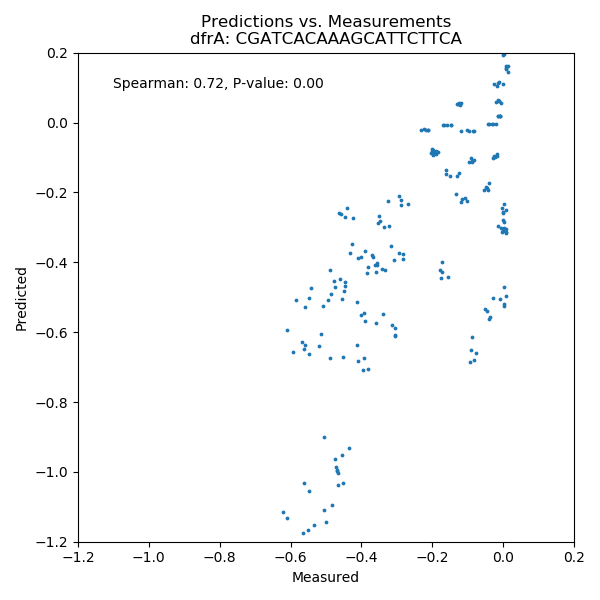 Predictions vs. Measurements
dfrA: CGATCACAAAGCATTCTTCA
Spearman: 0.72, P-value: 0.00
0.2
0.0
−0.2
−0.4
−0.6
−0.8
−1.0
−1.2
Predicted
−1.2 −1.0 −0.8 −0.6 −0.4 −0.2 0.0 0.2
Measured